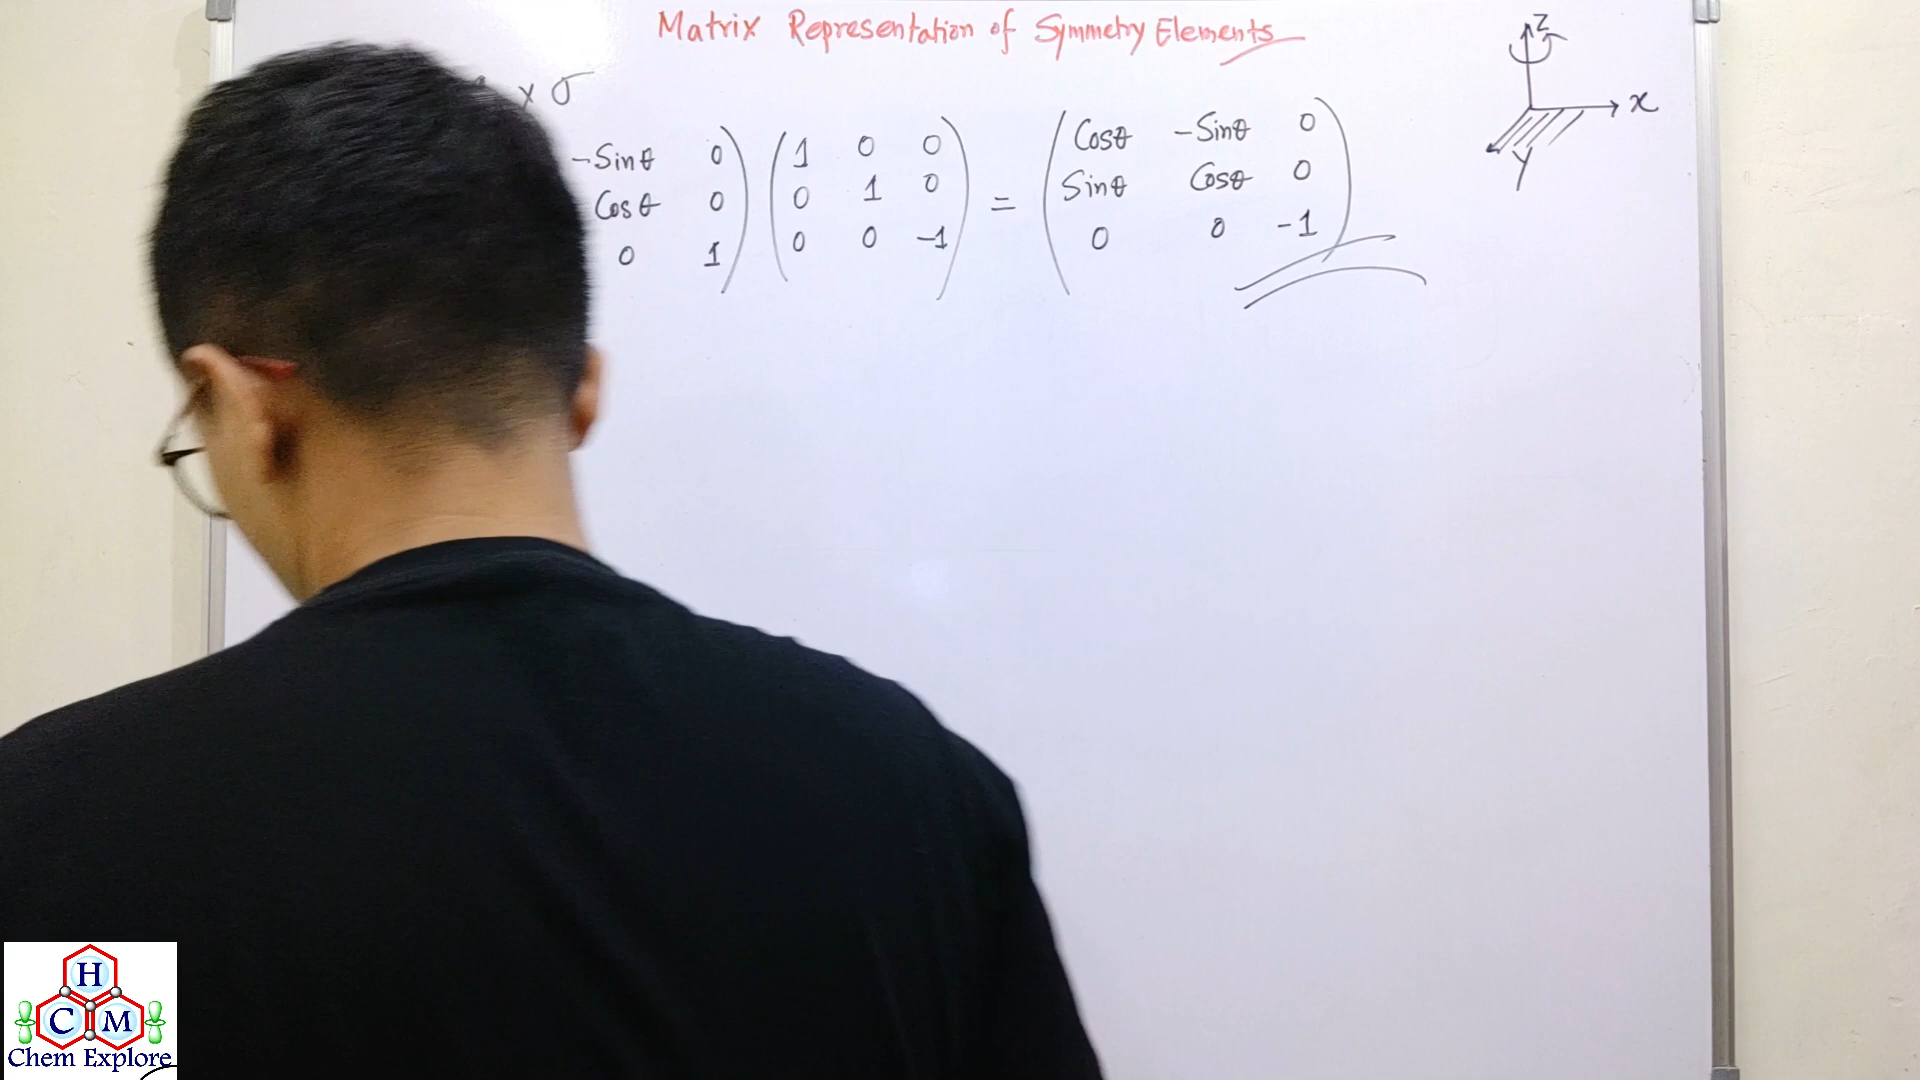 Matrix Representation of Symmetry Elements
Z
x
Y
x σ
-Sinθ 0
Cosθ 0
0 1
1 0 0
0 1 0
0 0 -1
=
Cosθ -Sinθ 0
Sinθ Cosθ 0
0 0 -1
H
C M
Chem Explore